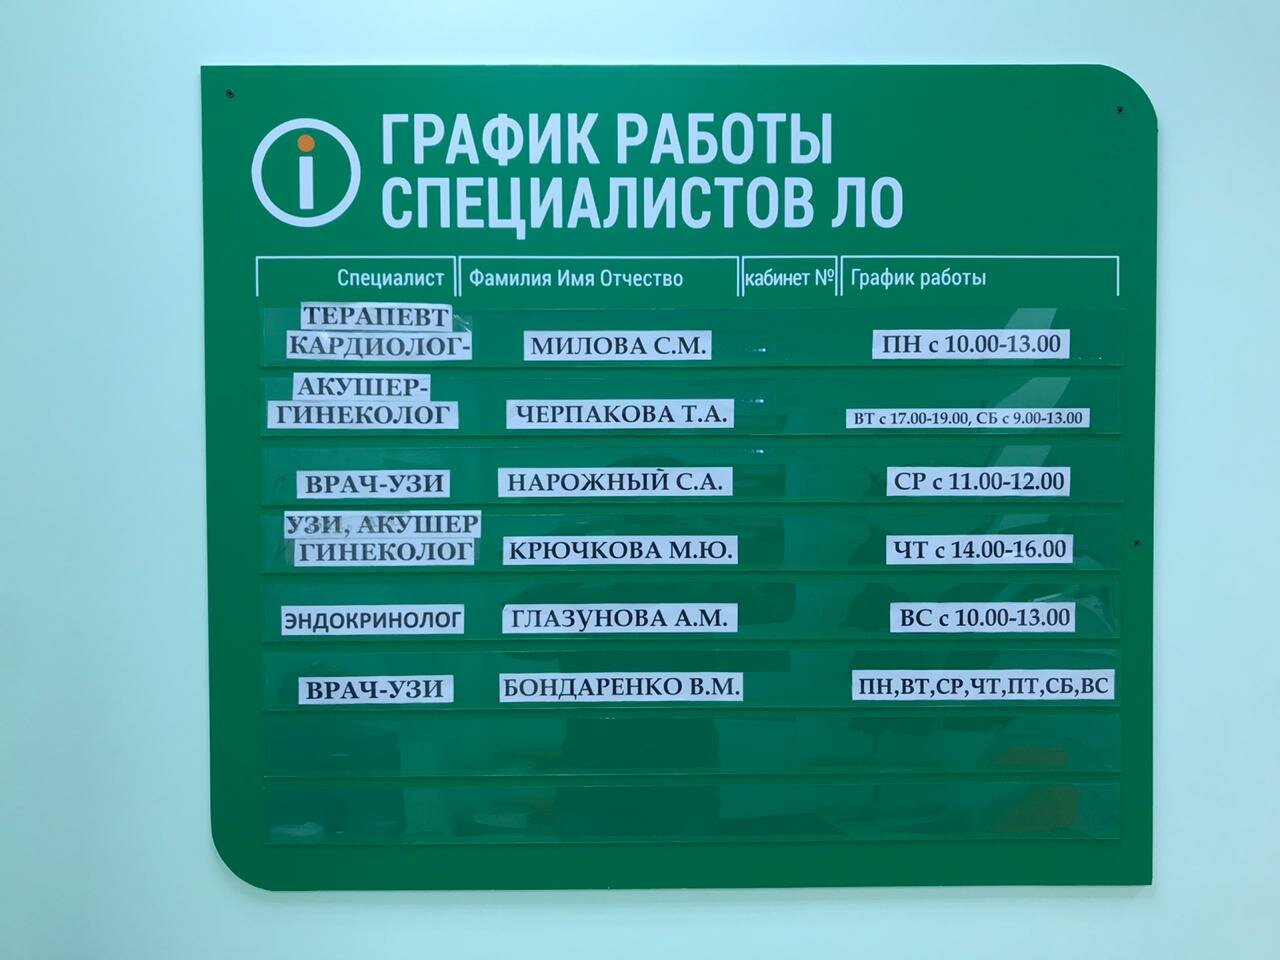 i ГРАФИК РАБОТЫ
СПЕЦИАЛИСТОВ ЛО
Специалист Фамилия Имя Отчество кабинет № График работы
ТЕРАПЕВТ
КАРДИОЛОГ- МИЛОВА С.М. ПН с 10.00-13.00
АКУШЕР-
ГИНЕКОЛОГ ЧЕРПАКОВА Т.А. ВТ с 17.00-19.00, СБ с 9.00-13.00
ВРАЧ-УЗИ НАРОЖНЫЙ С.А. СР с 11.00-12.00
УЗИ, АКУШЕР
ГИНЕКОЛОГ КРЮЧКОВА М.Ю. ЧТ с 14.00-16.00
ЭНДОКРИНОЛОГ ГЛАЗУНОВА А.М. ВС с 10.00-13.00
ВРАЧ-УЗИ БОНДАРЕНКО В.М. ПН,ВТ,СР,ЧТ,ПТ,СБ,ВС